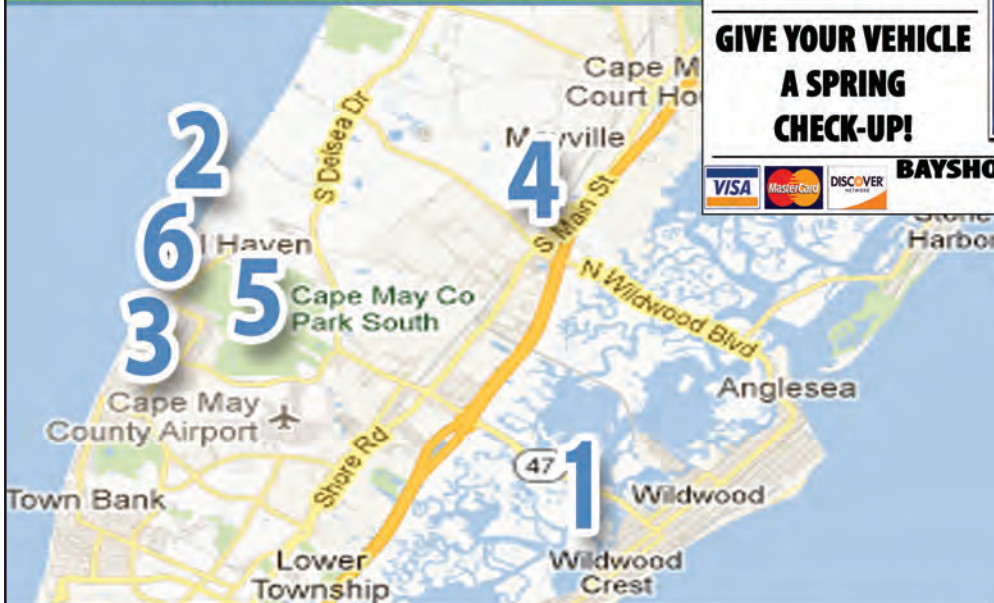 GIVE YOUR VEHICLE
A SPRING
CHECK-UP!
VISA
MasterCard
DISCOVER
NETWORK
BAYSHO
Cape M
Court Ho
Mayville
2
S Delsea Dr
4
S Main St
Harbor
6
Haven
N Wildwood Blvd
5
Cape May Co
Park South
3
Anglesea
Cape May
County Airport
Shore Rd
47
1
Town Bank
Wildwood
Lower
Township
Wildwood
Crest